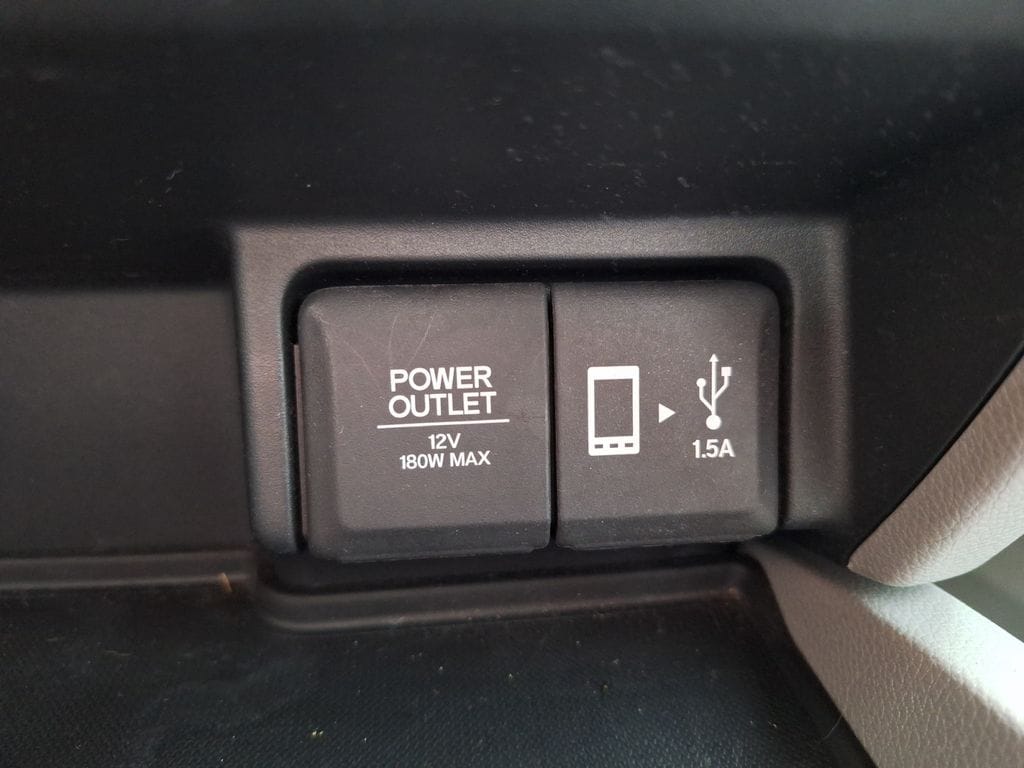 POWER
OUTLET
12V
180W MAX
1.5A